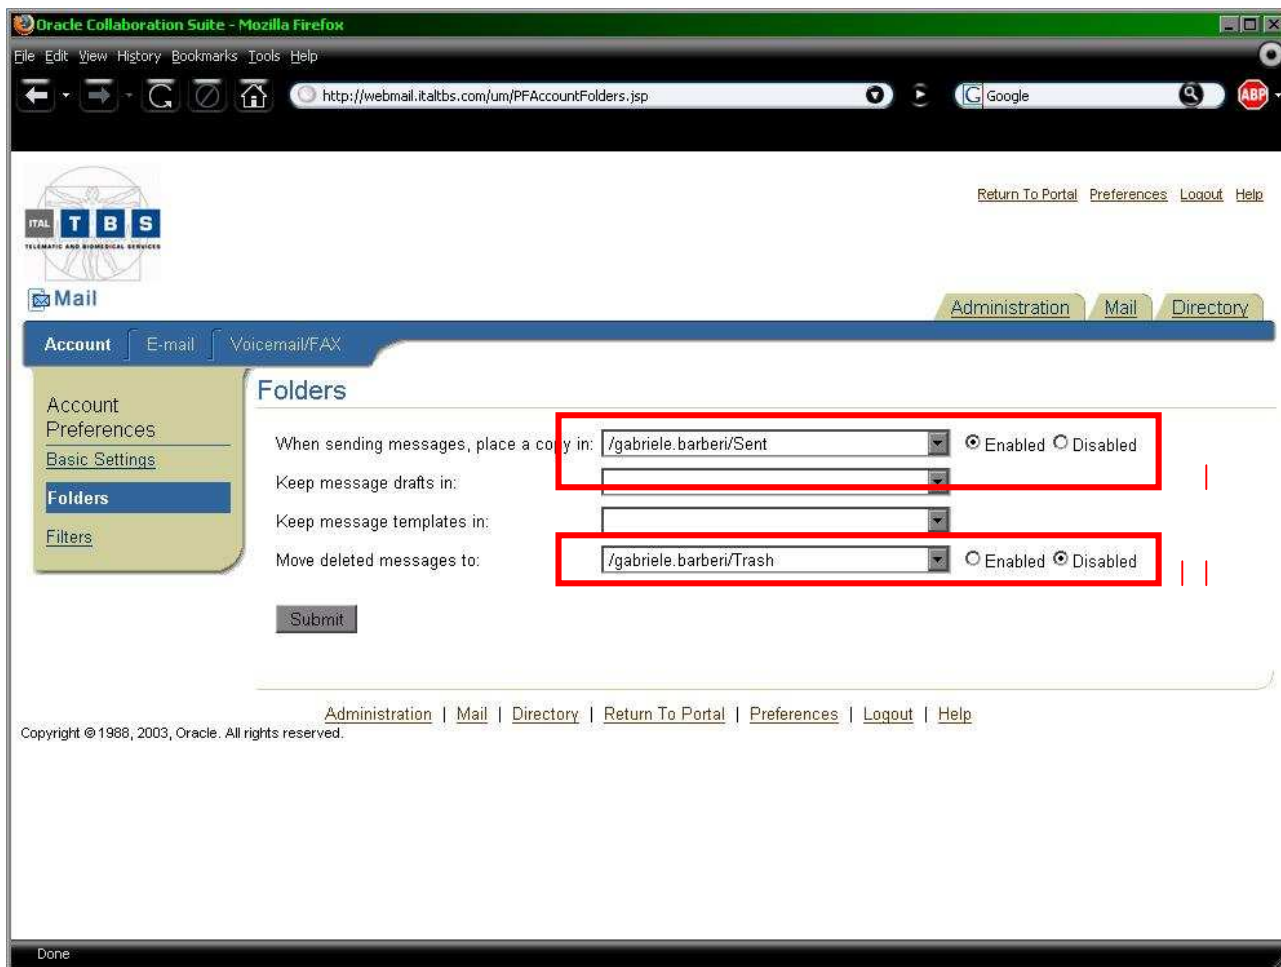 Oracle Collaboration Suite - Mozilla Firefox
File Edit View History Bookmarks Tools Help
http://webmail.italtbs.com/um/PFAccountFolders.jsp
G Google
ABP
Return To Portal Preferences Logout Help
ITAL T B S
TELEMATIC AND BIOMEDICAL SERVICES
Mail
Administration Mail Directory
Account E-mail Voicemail/FAX
Account
Preferences
Basic Settings
Folders
Filters
Folders
When sending messages, place a copy in: /gabriele.barberi/Sent Enabled Disabled
Keep message drafts in:
Keep message templates in:
Move deleted messages to: /gabriele.barberi/Trash Enabled Disabled
Submit
Administration | Mail | Directory | Return To Portal | Preferences | Logout | Help
Copyright © 1988, 2003, Oracle. All rights reserved.
Done